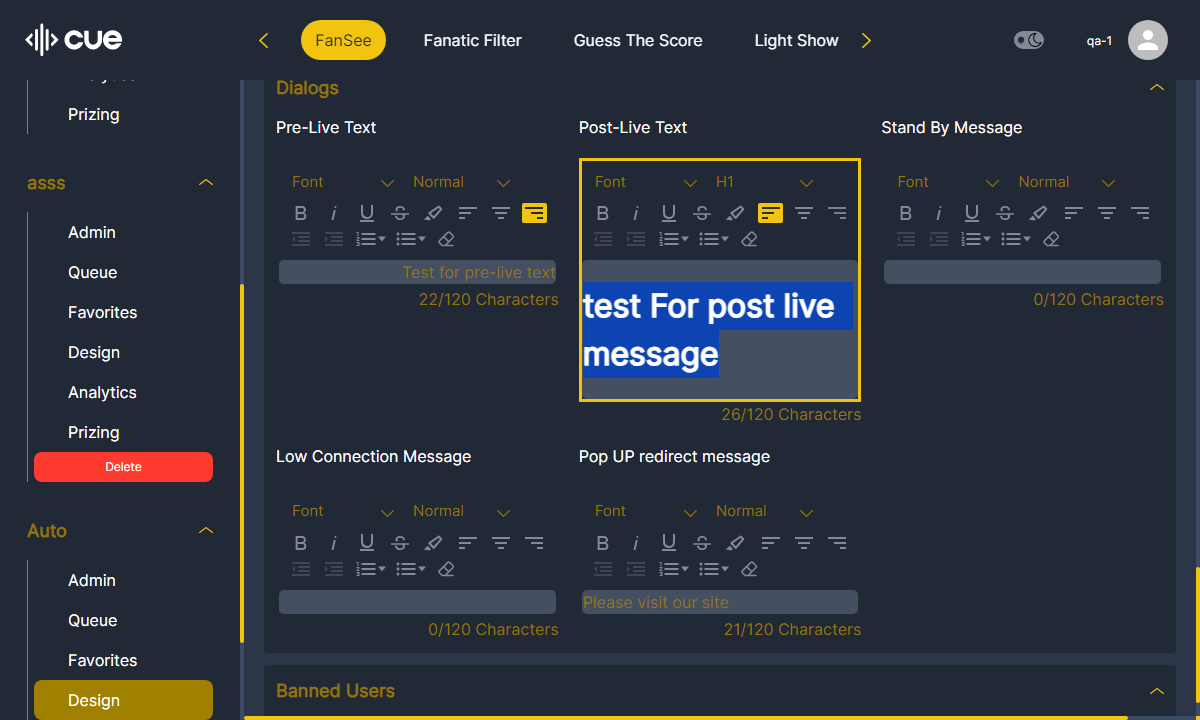 cue
FanSee
Fanatic Filter
Guess The Score
Light Show
qa-1
Prizing
asss
Admin
Queue
Favorites
Design
Analytics
Prizing
Delete
Auto
Admin
Queue
Favorites
Design
Dialogs
Pre-Live Text
Font Normal
Test for pre-live text
22/120 Characters
Post-Live Text
Font H1
test For post live
message
26/120 Characters
Stand By Message
Font Normal
0/120 Characters
Low Connection Message
Font Normal
0/120 Characters
Pop UP redirect message
Font Normal
Please visit our site
21/120 Characters
Banned Users